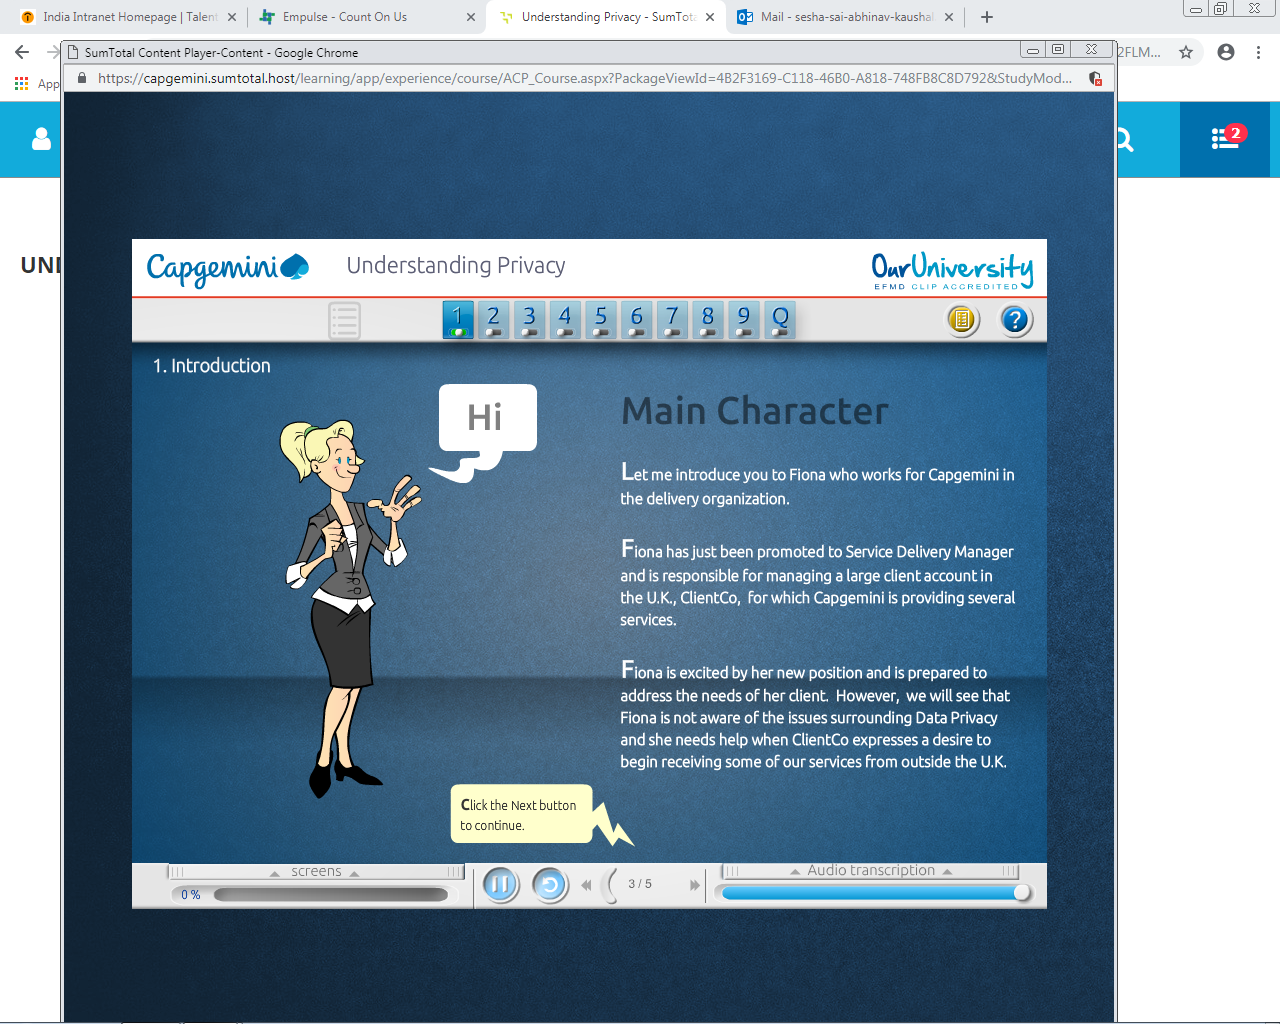 India Intranet Homepage | Talent
Empulse - Count On Us
Understanding Privacy - SumTota
Mail - sesha-sai-abhinav-kaushal
SumTotal Content Player-Content - Google Chrome
https://capgemini.sumtotal.host/learning/app/experience/course/ACP_Course.aspx?PackageViewId=4B2F3169-C118-46B0-A818-748FB8C8D792&StudyMod...
2FLM...
App
2
UND
Capgemini
Understanding Privacy
OurUniversity
EFMD CLIP ACCREDITED
1 2 3 4 5 6 7 8 9 Q
?
1. Introduction
Hi
Main Character
Let me introduce you to Fiona who works for Capgemini in
the delivery organization.
Fiona has just been promoted to Service Delivery Manager
and is responsible for managing a large client account in
the U.K., ClientCo, for which Capgemini is providing several
services.
Fiona is excited by her new position and is prepared to
address the needs of her client. However, we will see that
Fiona is not aware of the issues surrounding Data Privacy
and she needs help when ClientCo expresses a desire to
begin receiving some of our services from outside the U.K.
Click the Next button
to continue.
screens
Audio transcription
0 %
3 / 5